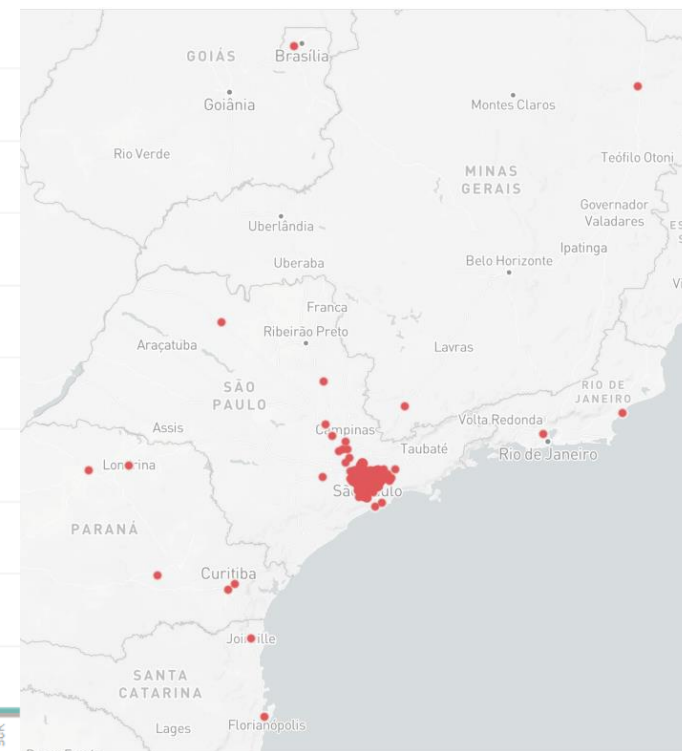 GOIÁS
Brasília
Goiânia
Montes Claros
Rio Verde
Teófilo Otoni
MINAS
GERAIS
Governador
Valadares
Uberlândia
Ipatinga
Uberaba
Belo Horizonte
Franca
Ribeirão Preto
Araçatuba
Lavras
SÃO
PAULO
RIO DE
JANEIRO
Assis
Campinas
Volta Redonda
Taubaté
Rio de Janeiro
Londrina
São Paulo
PARANÁ
Curitiba
Joinville
SANTA
CATARINA
Lages
Florianópolis